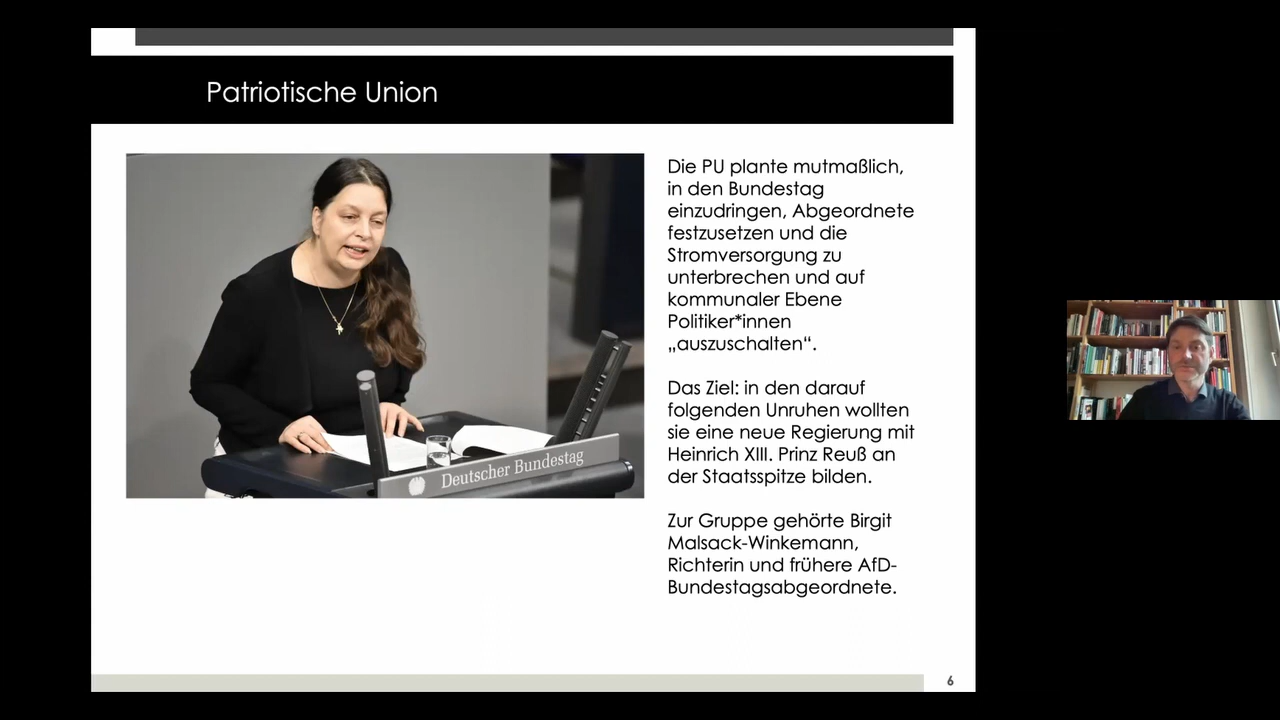 Patriotische Union
Deutscher Bundestag
Die PU plante mutmaßlich,
in den Bundestag
einzudringen, Abgeordnete
festzusetzen und die
Stromversorgung zu
unterbrechen und auf
kommunaler Ebene
Politiker*innen
„auszuschalten“.
Das Ziel: in den darauf
folgenden Unruhen wollten
sie eine neue Regierung mit
Heinrich XIII. Prinz Reuß an
der Staatsspitze bilden.
Zur Gruppe gehörte Birgit
Malsack-Winkemann,
Richterin und frühere AfD-
Bundestagsabgeordnete.
6